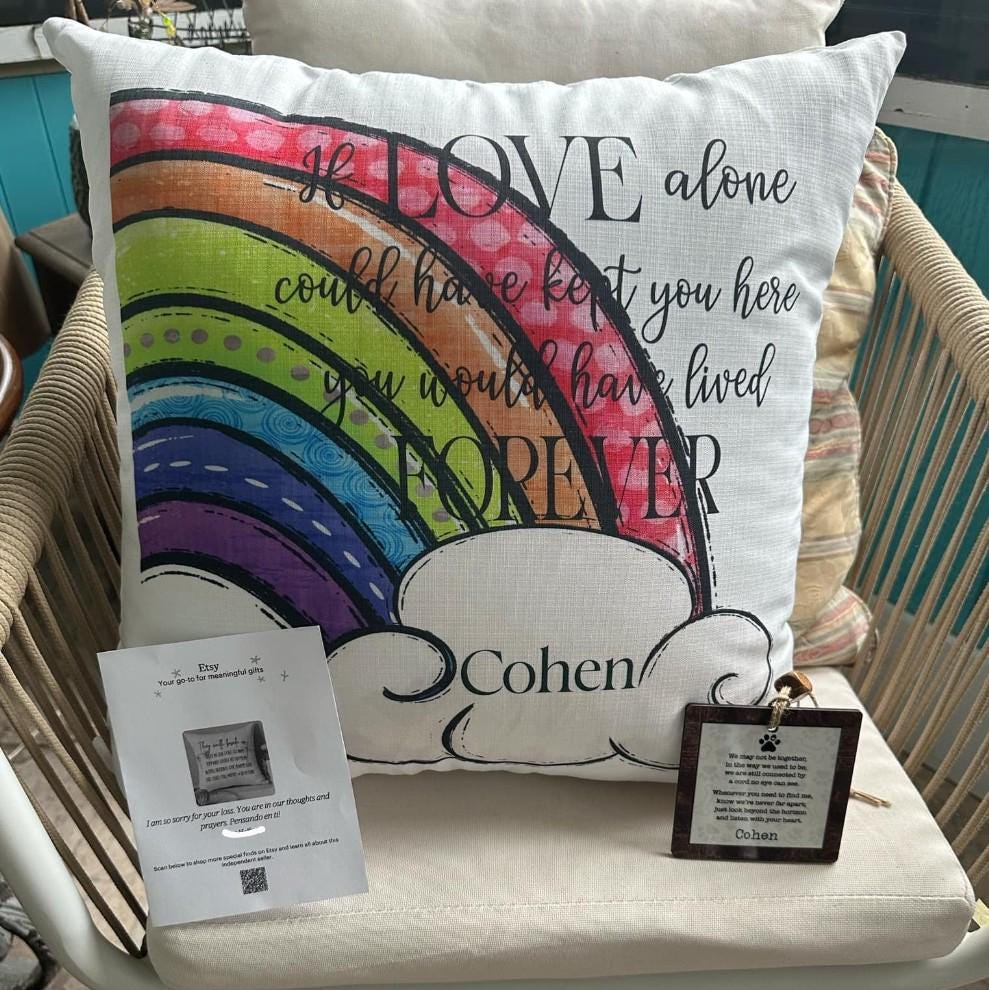 If LOVE alone
could have kept you here
you would have lived
FOREVER
Cohen
Etsy
Your go-to for meaningful gifts
They walk beside us
I am so sorry for your loss. You are in our thoughts and
prayers. Pensando en ti!
Scan below to shop more special finds on Etsy and learn all about this
independent seller.
We may not be together,
in the way we used to be,
we are still connected by
a cord no eye can see.
Whenever you need to find me,
know we're never far apart,
just look beyond the horizon
and listen with your heart.
Cohen